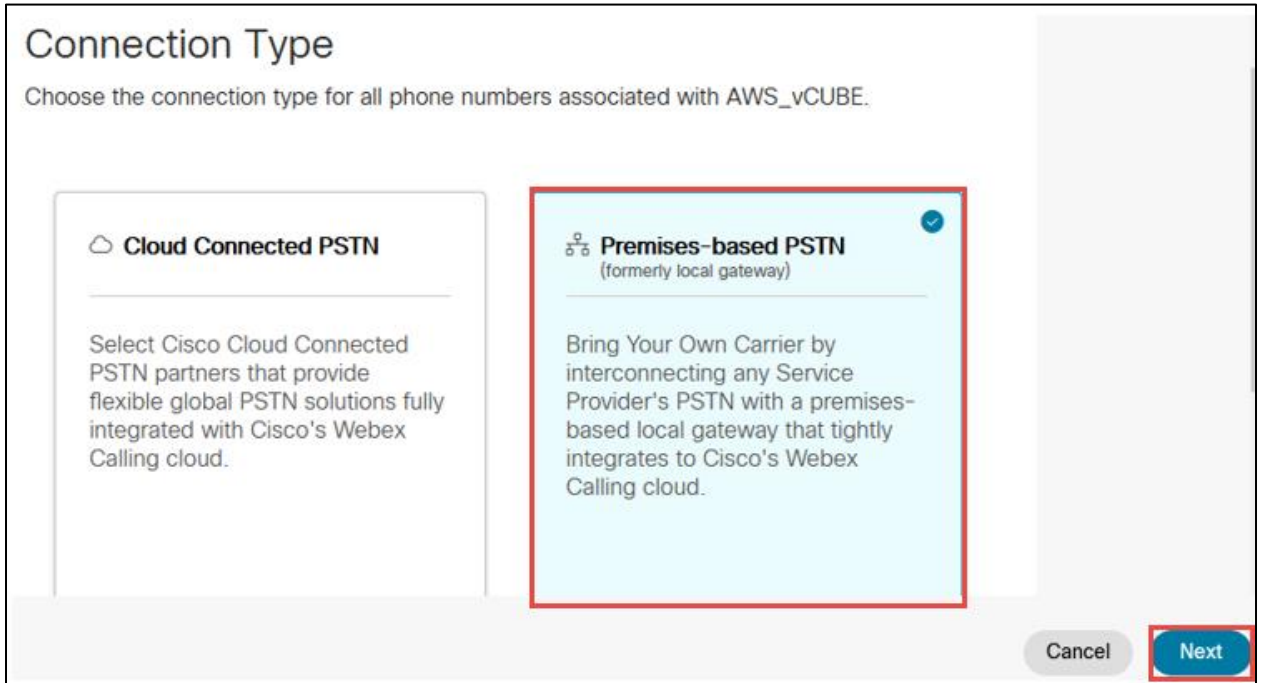 Connection Type
Choose the connection type for all phone numbers associated with AWS_vCUBE.
Cloud Connected PSTN
Select Cisco Cloud Connected
PSTN partners that provide
flexible global PSTN solutions fully
integrated with Cisco's Webex
Calling cloud.
Premises-based PSTN
(formerly local gateway)
Bring Your Own Carrier by
interconnecting any Service
Provider's PSTN with a premises-
based local gateway that tightly
integrates to Cisco's Webex
Calling cloud.
Cancel
Next